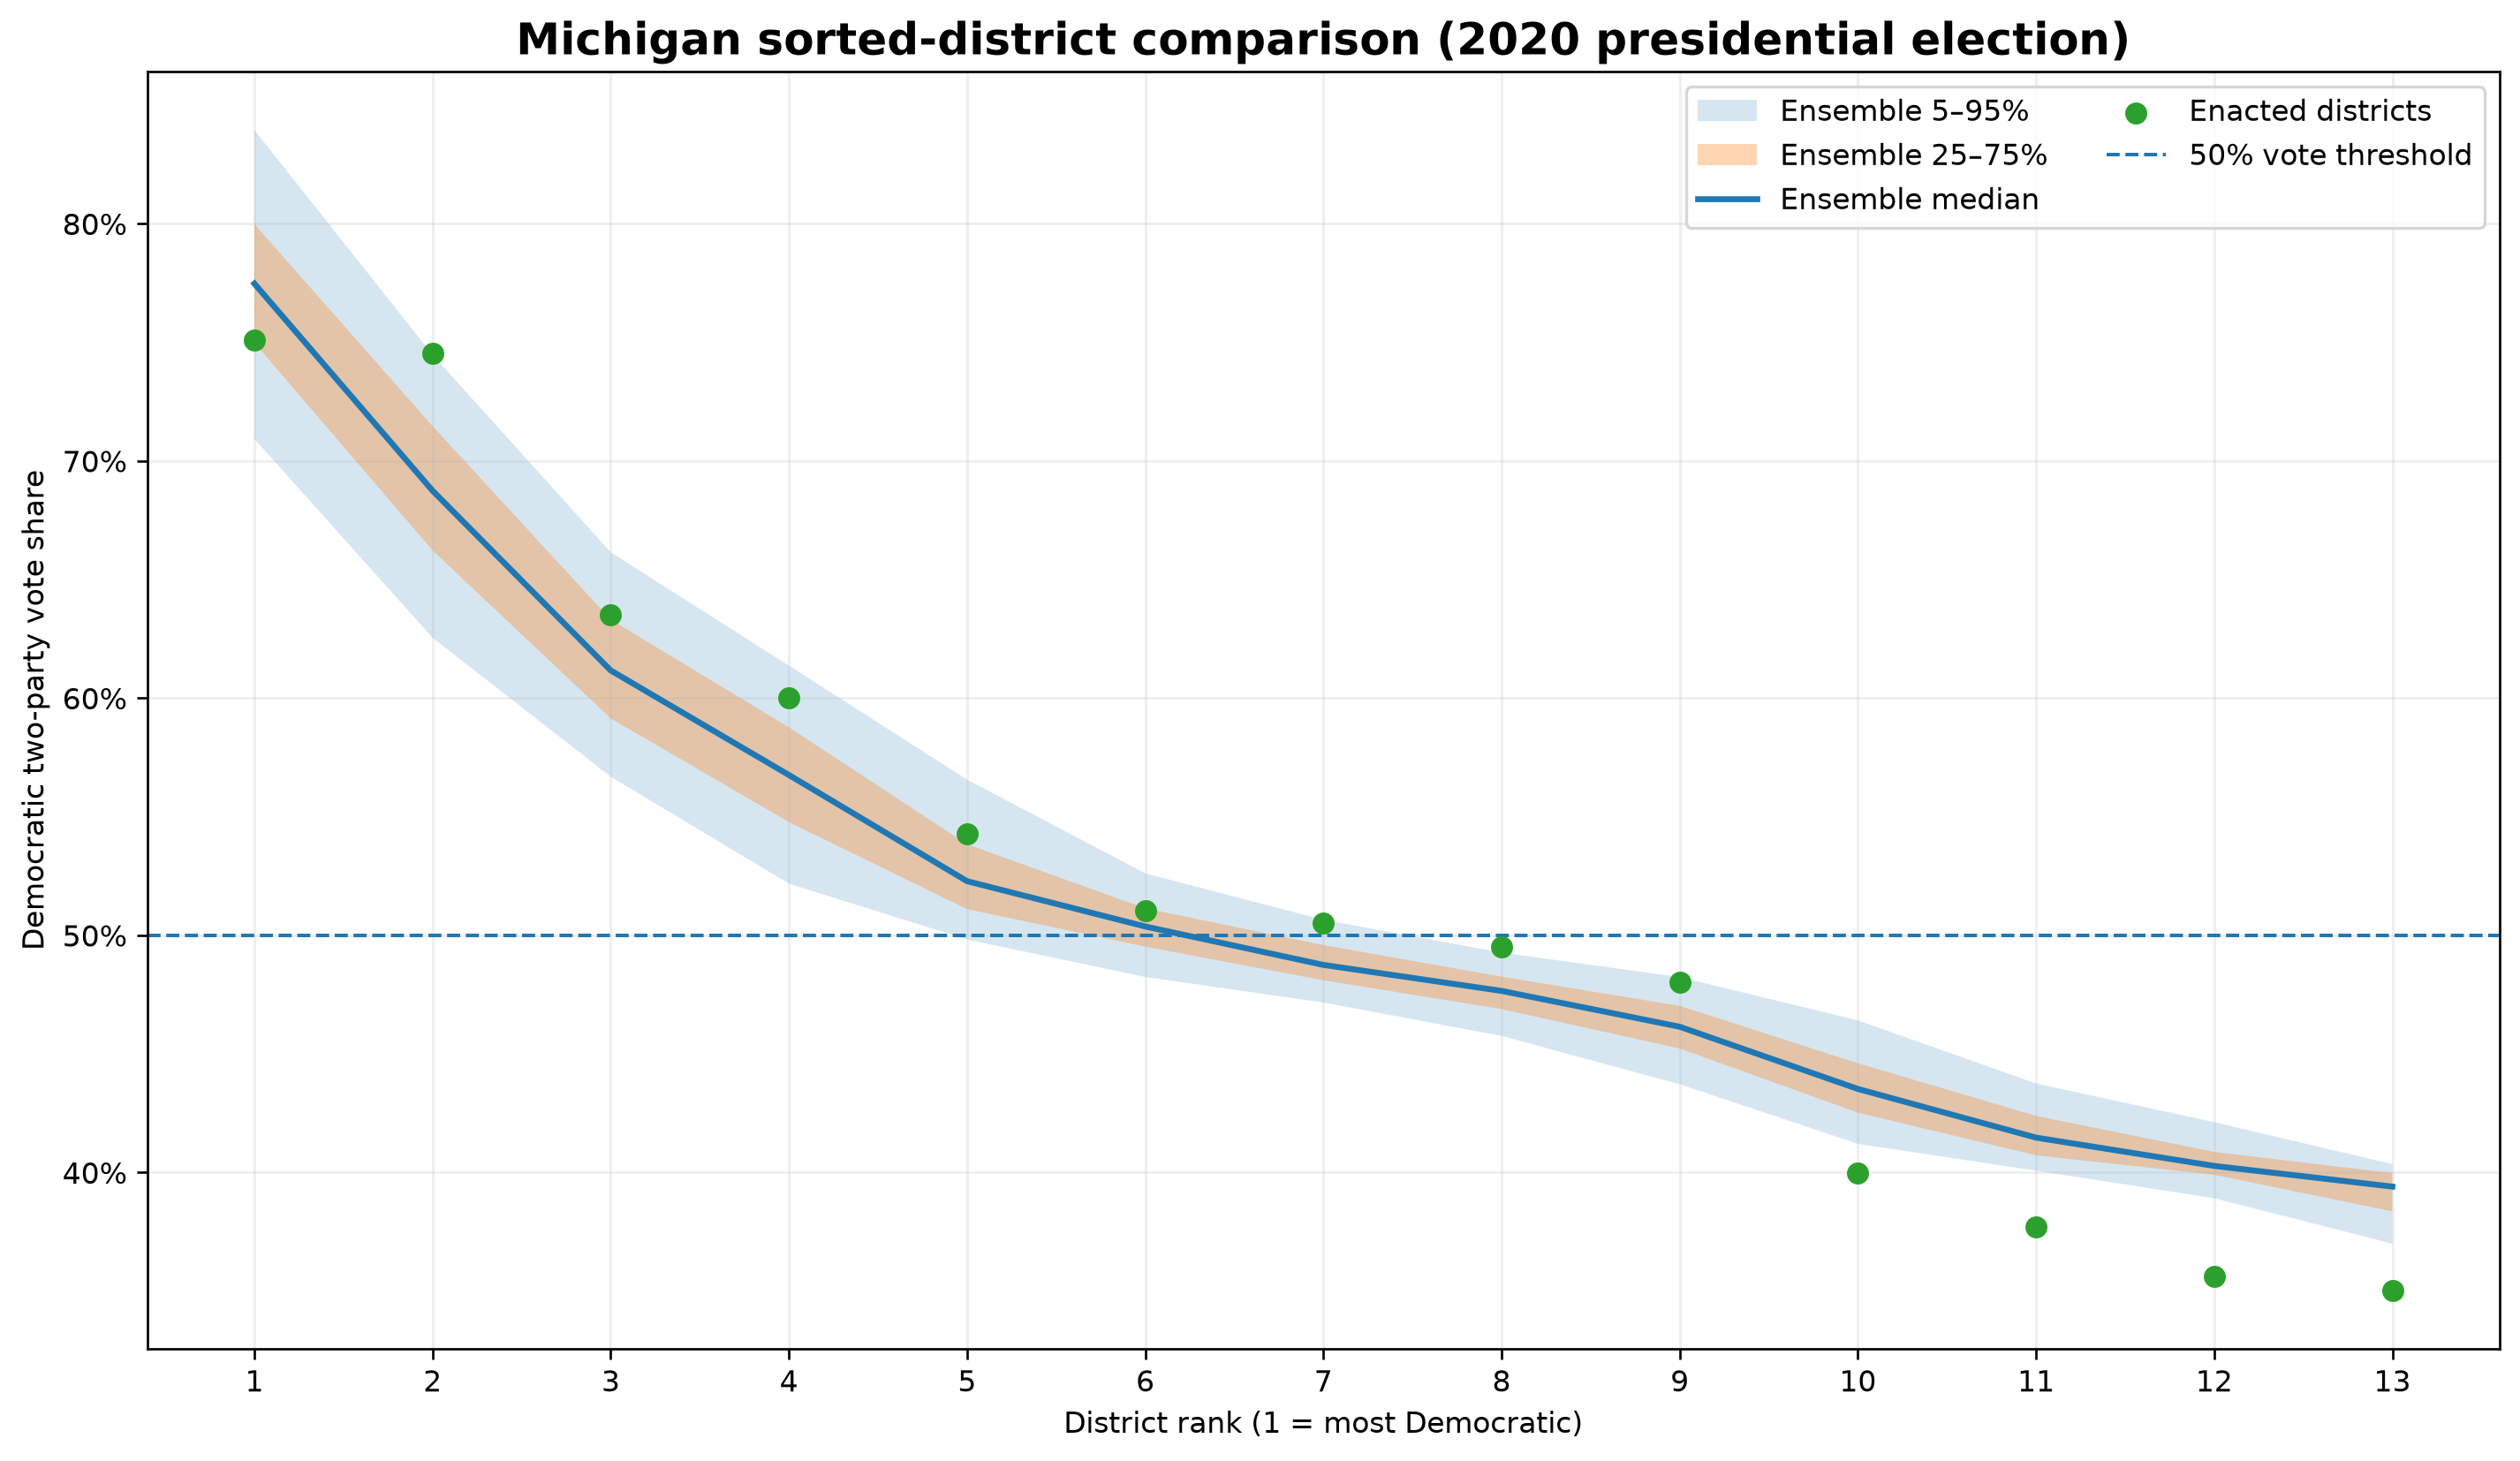 Michigan sorted-district comparison (2020 presidential election)
Ensemble 5–95%
Ensemble 25–75%
Ensemble median
Enacted districts
50% vote threshold
Democratic two-party vote share
80%
70%
60%
50%
40%
1 2 3 4 5 6 7 8 9 10 11 12 13
District rank (1 = most Democratic)